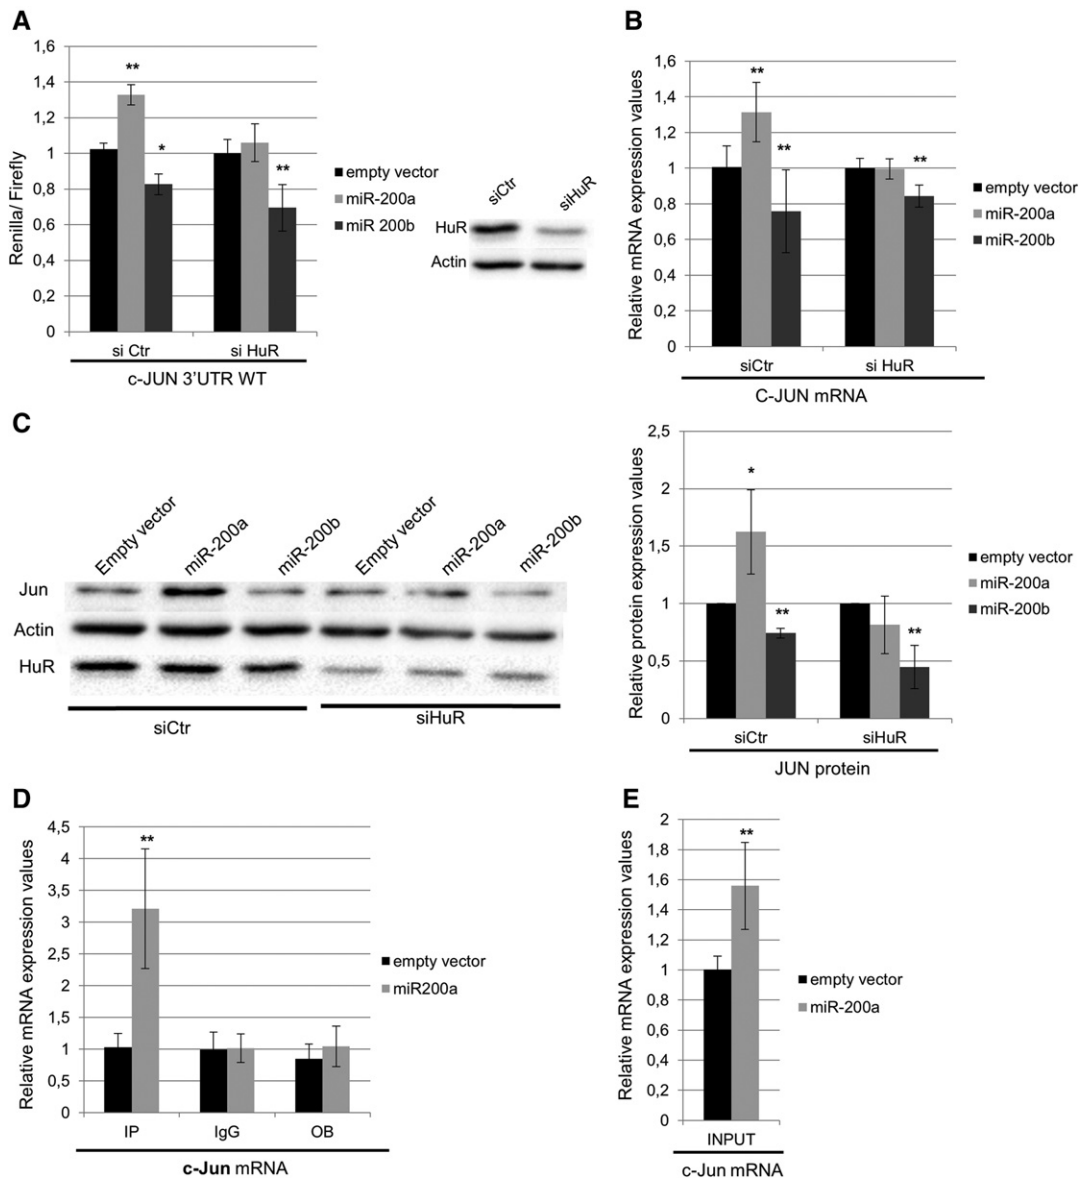 A
1,6
1,4
1,2
1
0,8
0,6
0,4
0,2
0
Renilla/ Firefly
**
*
**
si Ctr
si HuR
c-JUN 3'UTR WT
empty vector
miR-200a
miR 200b
siCtr
siHuR
HuR
Actin
B
1,6
1,4
1,2
1
0,8
0,6
0,4
0,2
0
Relative mRNA expression values
**
**
**
siCtr
si HuR
C-JUN mRNA
empty vector
miR-200a
miR-200b
C
Empty vector
miR-200a
miR-200b
Empty vector
miR-200a
miR-200b
Jun
Actin
HuR
siCtr
siHuR
2,5
2
1,5
1
0,5
0
Relative protein expression values
*
**
**
siCtr
siHuR
JUN protein
empty vector
miR-200a
miR-200b
D
4,5
4
3,5
3
2,5
2
1,5
1
0,5
0
Relative mRNA expression values
**
IP
IgG
OB
c-Jun mRNA
empty vector
miR200a
E
2
1,8
1,6
1,4
1,2
1
0,8
0,6
0,4
0,2
0
Relative mRNA expression values
**
INPUT
c-Jun mRNA
empty vector
miR-200a